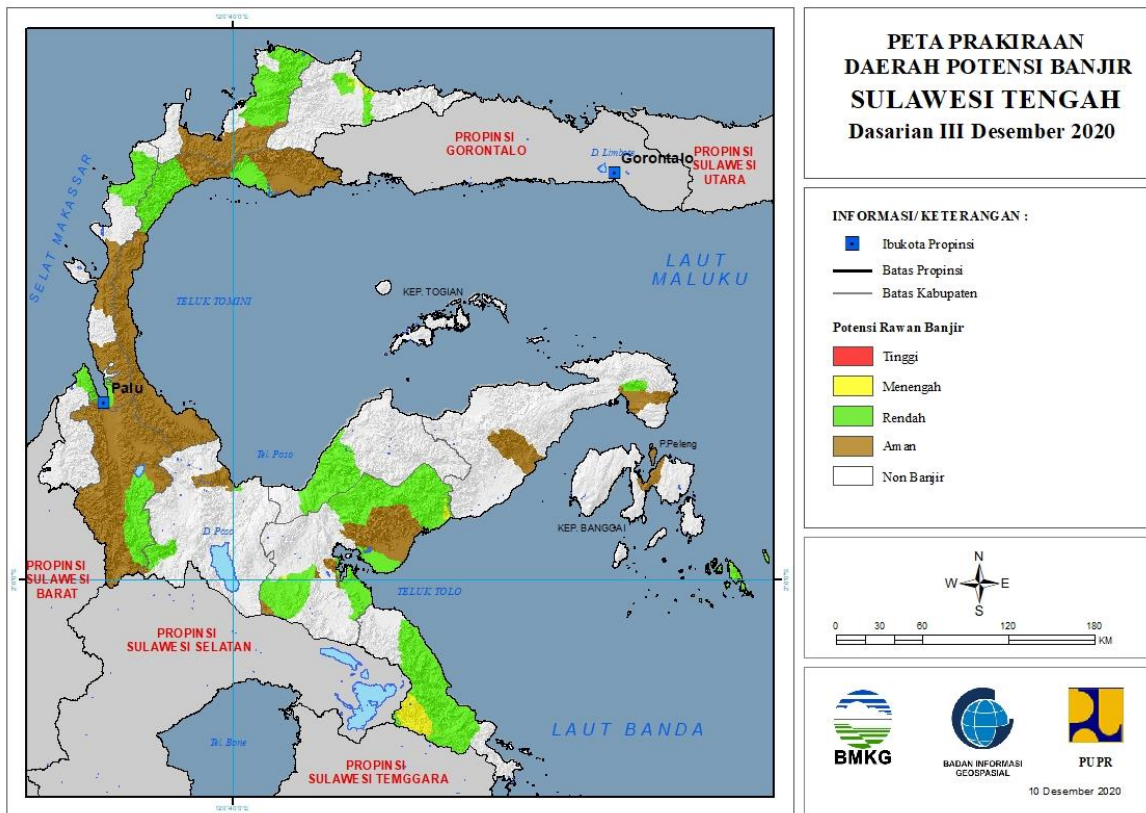 PETA PRAKIRAAN
DAERAH POTENSI BANJIR
SULAWESI TENGAH
Dasarian III Desember 2020
INFORMASI/ KETERANGAN :
Ibukota Propinsi
Batas Propinsi
Batas Kabupaten
Potensi Rawan Banjir
Tinggi
Menengah
Rendah
Aman
Non Banjir
N
W E
S
0 30 60 120 180
KM
BMKG
BADAN INFORMASI
GEOSPASIAL
PUPR
10 Desember 2020
PROPINSI
GORONTALO
D. Limboto
Gorontalo
PROPINSI
SULAWESI
UTARA
SELAT MAKASSAR
LAUT
MALUKU
TELUK TOMINI
KEP. TOGIAN
Palu
Tel. Poso
P.Peleng
KEP. BANGGAI
D. Poso
PROPINSI
SULAWESI
BARAT
TELUK TOLO
PROPINSI
SULAWESI SELATAN
LAUT BANDA
Tel. Bone
PROPINSI
SULAWESI TEMGGARA